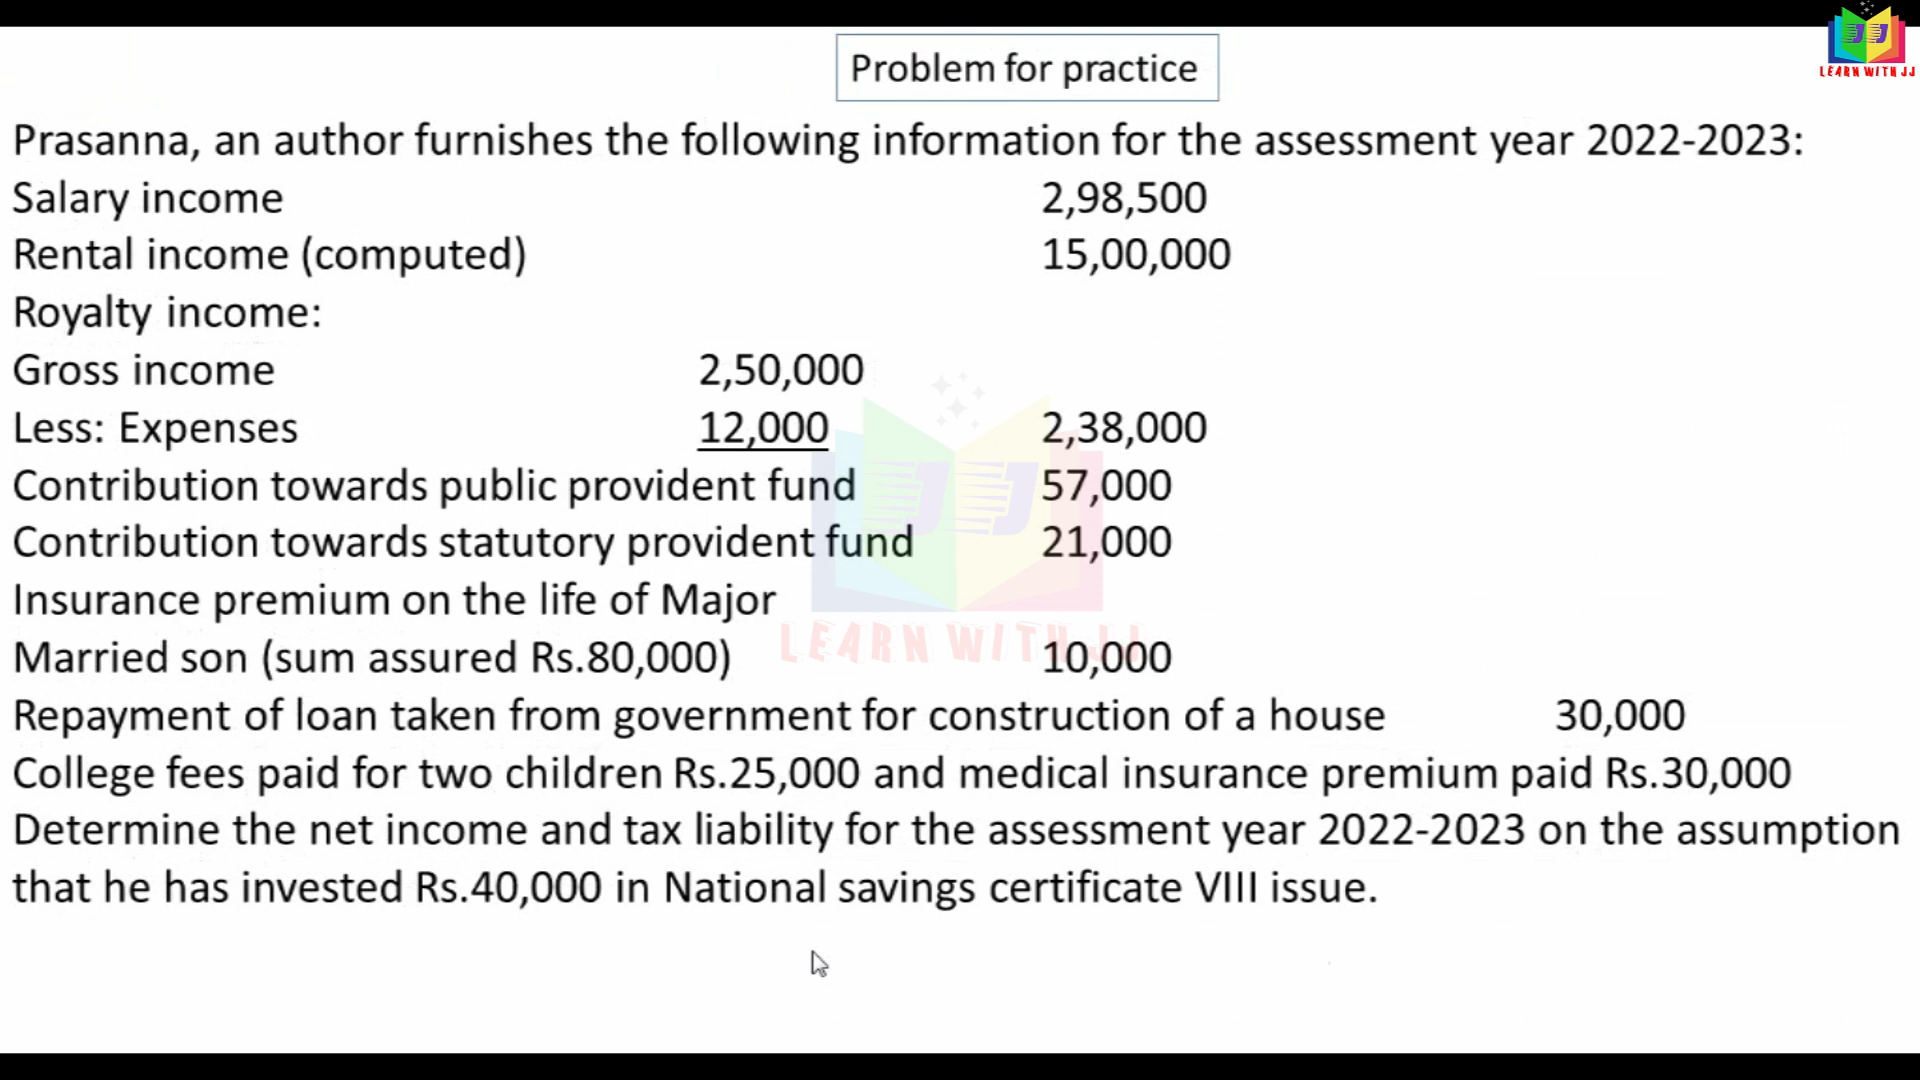 Problem for practice
LEARN WITH JJ
Prasanna, an author furnishes the following information for the assessment year 2022-2023:
Salary income 2,98,500
Rental income (computed) 15,00,000
Royalty income:
Gross income 2,50,000
Less: Expenses 12,000 2,38,000
Contribution towards public provident fund 57,000
Contribution towards statutory provident fund 21,000
Insurance premium on the life of Major
Married son (sum assured Rs.80,000) 10,000
LEARN WITH JJ
Repayment of loan taken from government for construction of a house 30,000
College fees paid for two children Rs.25,000 and medical insurance premium paid Rs.30,000
Determine the net income and tax liability for the assessment year 2022-2023 on the assumption
that he has invested Rs.40,000 in National savings certificate VIII issue.